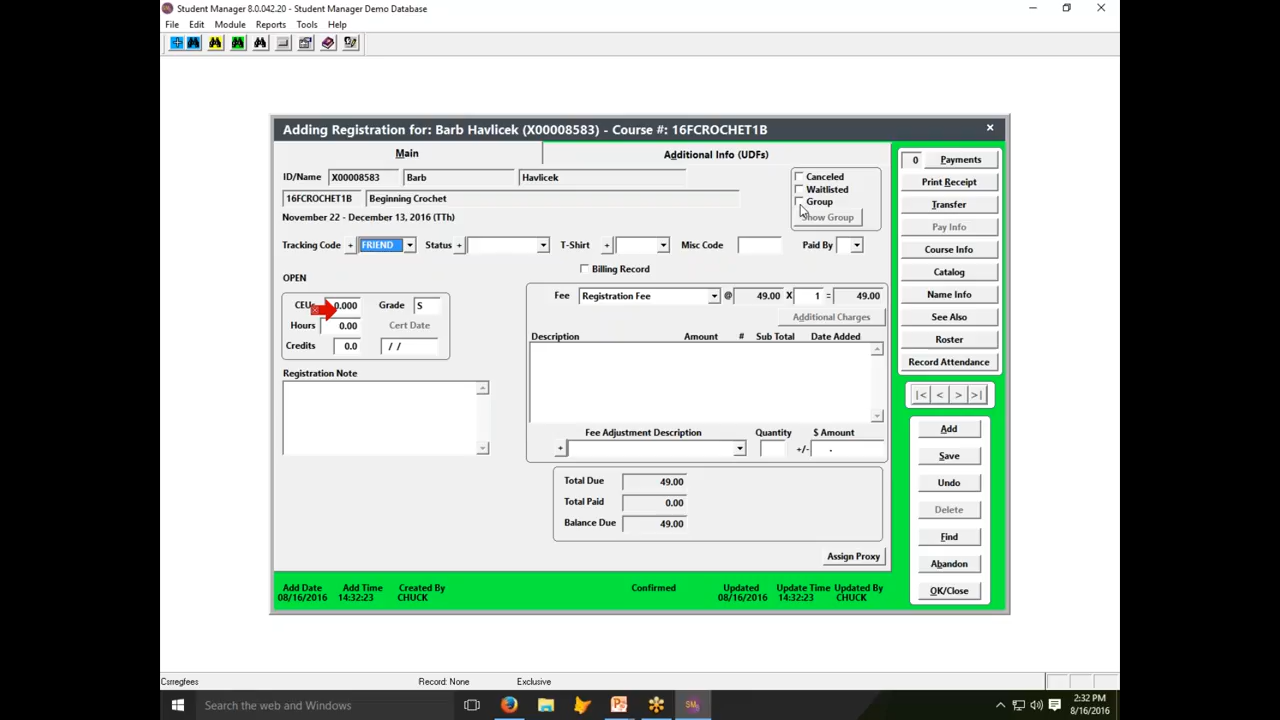 Student Manager 8.0.042.20 - Student Manager Demo Database
File Edit Module Reports Tools Help
Adding Registration for: Barb Havlicek (X00008583) - Course #: 16FCROCHET1B
Main
Additional Info (UDFs)
ID/Name X00008583 Barb Havlicek
16FCROCHET1B Beginning Crochet
November 22 - December 13, 2016 (TTh)
Canceled
Waitlisted
Group
Show Group
Tracking Code + FRIEND Status + T-Shirt + Misc Code Paid By
Billing Record
OPEN
CEUs 0.000 Grade S
Hours 0.00 Cert Date
Credits 0.0 / /
Registration Note
Fee Registration Fee @ 49.00 X 1 = 49.00
Additional Charges
Description Amount # Sub Total Date Added
Fee Adjustment Description Quantity $ Amount
+ +/- .
Total Due 49.00
Total Paid 0.00
Balance Due 49.00
Assign Proxy
Add Date Add Time Created By Confirmed Updated Update Time Updated By
08/16/2016 14:32:23 CHUCK 08/16/2016 14:32:23 CHUCK
0 Payments
Print Receipt
Transfer
Pay Info
Course Info
Catalog
Name Info
See Also
Roster
Record Attendance
|< < > >|
Add
Save
Undo
Delete
Find
Abandon
OK/Close
Csrregfees Record: None Exclusive
Search the web and Windows
2:32 PM
8/16/2016